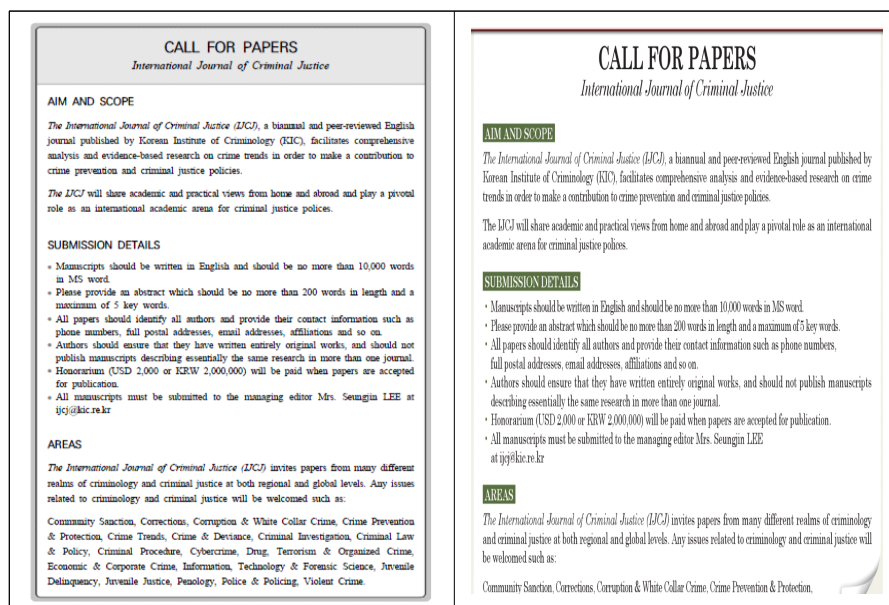 CALL FOR PAPERS
International Journal of Criminal Justice
AIM AND SCOPE
The International Journal of Criminal Justice (IJCJ), a biannual and peer-reviewed English
journal published by Korean Institute of Criminology (KIC), facilitates comprehensive
analysis and evidence-based research on crime trends in order to make a contribution to
crime prevention and criminal justice policies.
The IJCJ will share academic and practical views from home and abroad and play a pivotal
role as an international academic arena for criminal justice polices.
SUBMISSION DETAILS
• Manuscripts should be written in English and should be no more than 10,000 words
in MS word.
• Please provide an abstract which should be no more than 200 words in length and a
maximum of 5 key words.
• All papers should identify all authors and provide their contact information such as
phone numbers, full postal addresses, email addresses, affiliations and so on.
• Authors should ensure that they have written entirely original works, and should not
publish manuscripts describing essentially the same research in more than one journal.
• Honorarium (USD 2,000 or KRW 2,000,000) will be paid when papers are accepted
for publication.
• All manuscripts must be submitted to the managing editor Mrs. Seungjin LEE at
ijcj@kic.re.kr
AREAS
The International Journal of Criminal Justice (IJCJ) invites papers from many different
realms of criminology and criminal justice at both regional and global levels. Any issues
related to criminology and criminal justice will be welcomed such as:
Community Sanction, Corrections, Corruption & White Collar Crime, Crime Prevention
& Protection, Crime Trends, Crime & Deviance, Criminal Investigation, Criminal Law
& Policy, Criminal Procedure, Cybercrime, Drug, Terrorism & Organized Crime,
Economic & Corporate Crime, Information, Technology & Forensic Science, Juvenile
Delinquency, Juvenile Justice, Penology, Police & Policing, Violent Crime.
CALL FOR PAPERS
International Journal of Criminal Justice
AIM AND SCOPE
The International Journal of Criminal Justice (IJCJ), a biannual and peer-reviewed English journal published by
Korean Institute of Criminology (KIC), facilitates comprehensive analysis and evidence-based research on crime
trends in order to make a contribution to crime prevention and criminal justice policies.
The IJCJ will share academic and practical views from home and abroad and play a pivotal role as an international
academic arena for criminal justice polices.
SUBMISSION DETAILS
• Manuscripts should be written in English and should be no more than 10,000 words in MS word.
• Please provide an abstract which should be no more than 200 words in length and a maximum of 5 key words.
• All papers should identify all authors and provide their contact information such as phone numbers,
full postal addresses, email addresses, affiliations and so on.
• Authors should ensure that they have written entirely original works, and should not publish manuscripts
describing essentially the same research in more than one journal.
• Honorarium (USD 2,000 or KRW 2,000,000) will be paid when papers are accepted for publication.
• All manuscripts must be submitted to the managing editor Mrs. Seungjin LEE
at ijcj@kic.re.kr
AREAS
The International Journal of Criminal Justice (IJCJ) invites papers from many different realms of criminology
and criminal justice at both regional and global levels. Any issues related to criminology and criminal justice will
be welcomed such as:
Community Sanction, Corrections, Corruption & White Collar Crime, Crime Prevention & Protection,